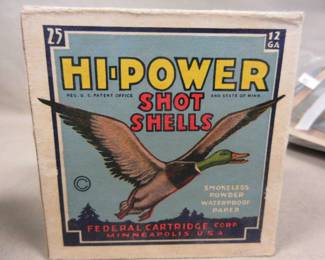 25
12
GA
HI-POWER
REG. U.S. PATENT OFFICE AND STATE OF MINN.
SHOT
SHELLS
C
SMOKELESS
POWDER
WATERPROOF
PAPER
FEDERAL CARTRIDGE CORP.
MINNEAPOLIS, U.S.A.